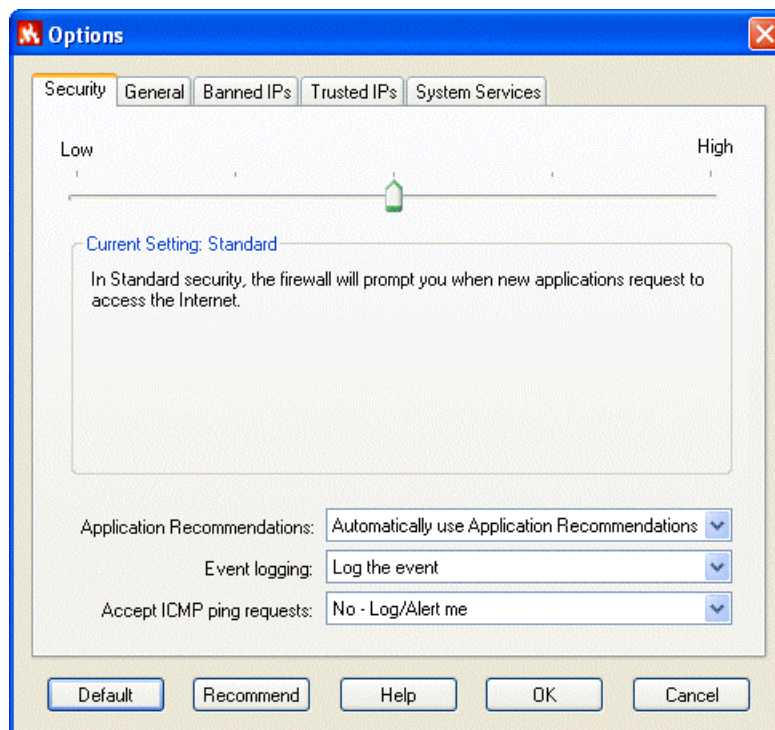 Options
Security General Banned IPs Trusted IPs System Services
Low High
Current Setting: Standard
In Standard security, the firewall will prompt you when new applications request to
access the Internet.
Application Recommendations: Automatically use Application Recommendations
Event logging: Log the event
Accept ICMP ping requests: No - Log/Alert me
Default Recommend Help OK Cancel